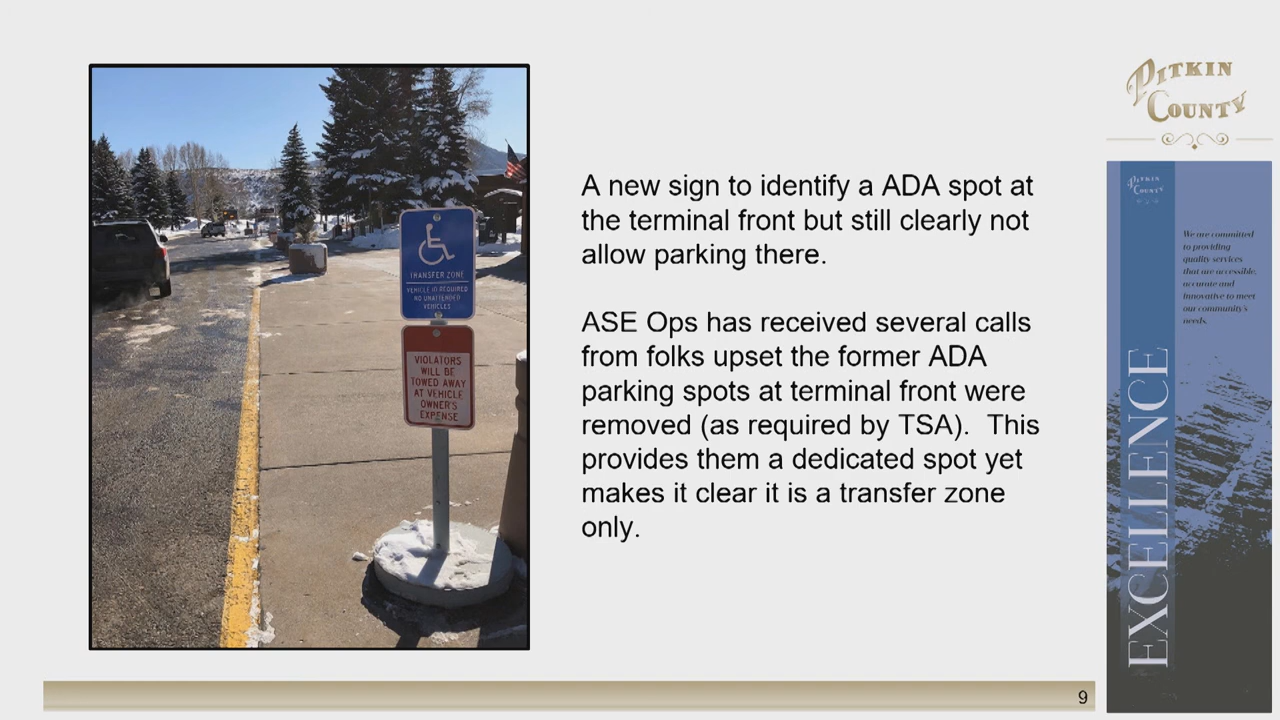 A new sign to identify a ADA spot at
the terminal front but still clearly not
allow parking there.
ASE Ops has received several calls
from folks upset the former ADA
parking spots at terminal front were
removed (as required by TSA).  This
provides them a dedicated spot yet
makes it clear it is a transfer zone
only.
TRANSFER ZONE
VEHICLE ID REQUIRED
NO UNATTENDED
VEHICLES
VIOLATORS
WILL BE
TOWED AWAY
AT VEHICLE
OWNER'S
EXPENSE
PITKIN
COUNTY
PITKIN
COUNTY
We are committed
to providing
quality services
that are accessible,
accurate and
innovative to meet
our community's
needs.
EXCELLENCE
9